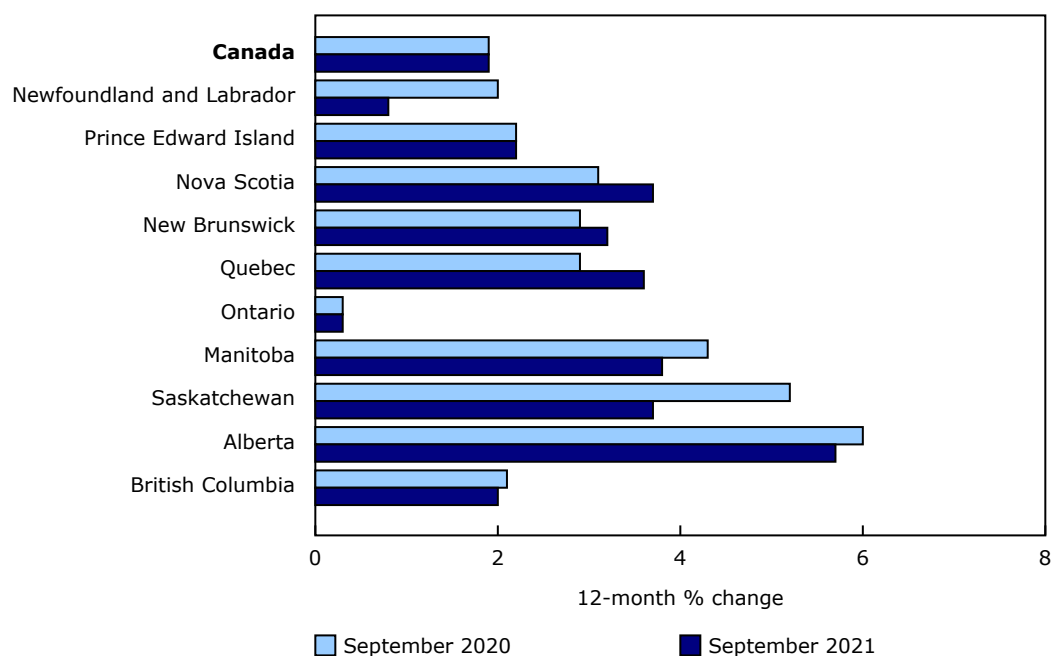 Canada
Newfoundland and Labrador
Prince Edward Island
Nova Scotia
New Brunswick
Quebec
Ontario
Manitoba
Saskatchewan
Alberta
British Columbia
0 2 4 6 8
12-month % change
September 2020 September 2021